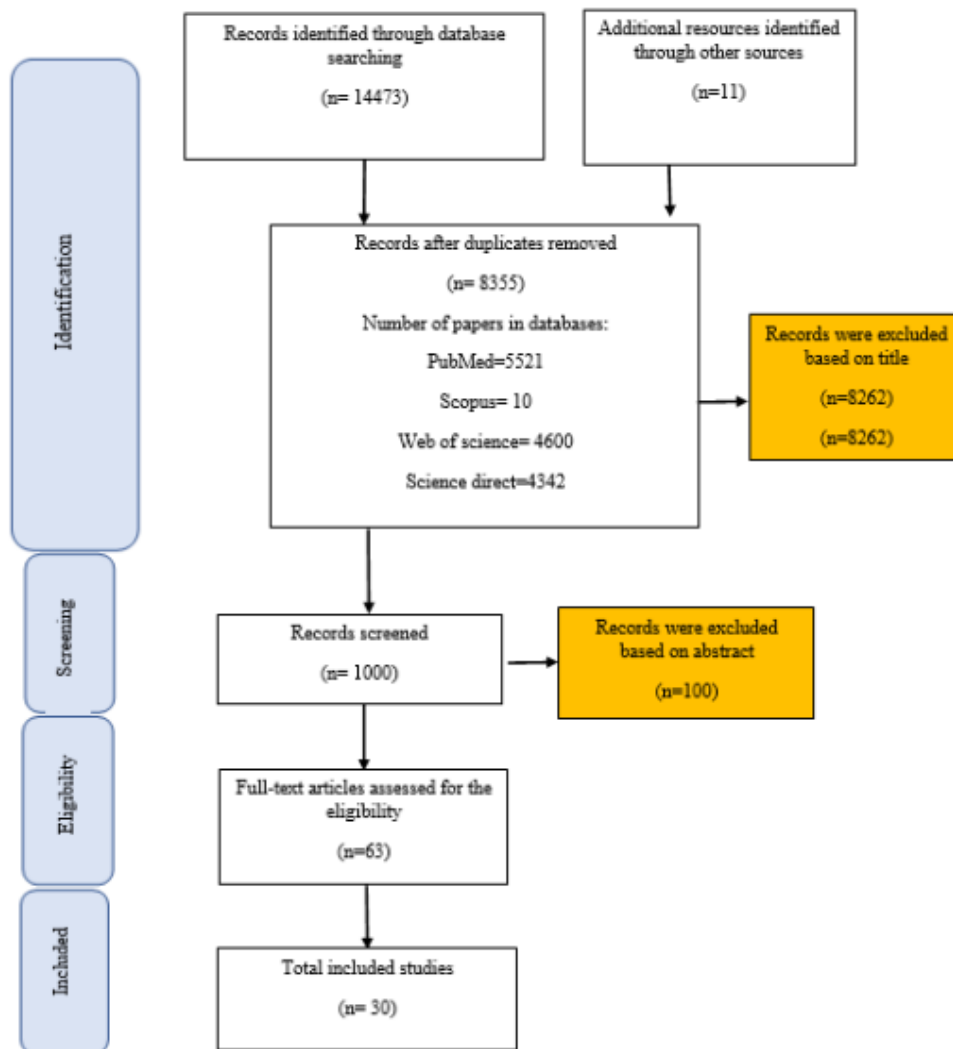 Records identified through database
searching
(n= 14473)
Additional resources identified
through other sources
(n=11)
Identification
Records after duplicates removed
(n= 8355)
Number of papers in databases:
PubMed=5521
Scopus= 10
Web of science= 4600
Science direct=4342
Records were excluded
based on title
(n=8262)
(n=8262)
Screening
Records screened
(n= 1000)
Records were excluded
based on abstract
(n=100)
Eligibility
Full-text articles assessed for the
eligibility
(n=63)
Included
Total included studies
(n= 30)